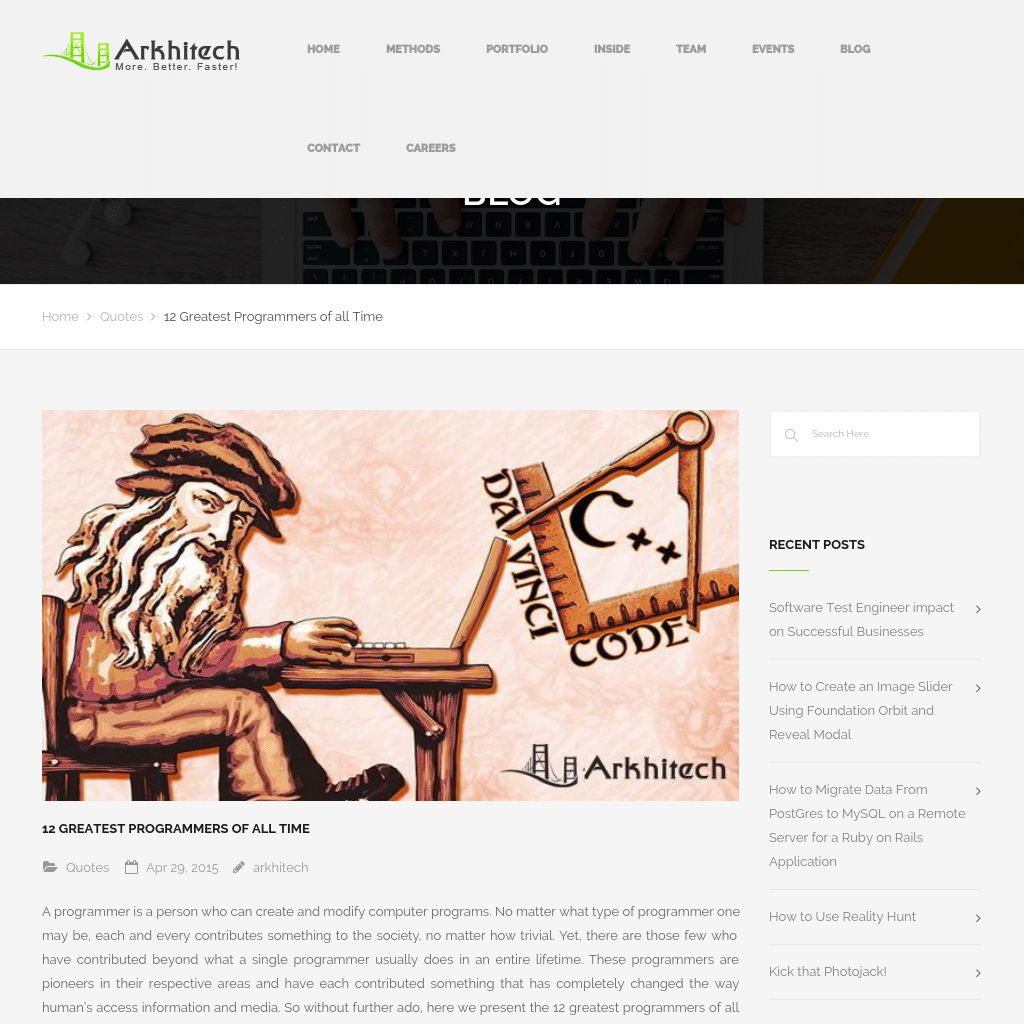 Arkhitech
More. Better. Faster!
HOME
METHODS
PORTFOLIO
INSIDE
TEAM
EVENTS
BLOG
CONTACT
CAREERS
BLOG
Home
Quotes
12 Greatest Programmers of all Time
DA VINCI
C++
CODE
Arkhitech
12 GREATEST PROGRAMMERS OF ALL TIME
Quotes
Apr 29, 2015
arkhitech
A programmer is a person who can create and modify computer programs. No matter what type of programmer one
may be, each and every contributes something to the society, no matter how trivial. Yet, there are those few who
have contributed beyond what a single programmer usually does in an entire lifetime. These programmers are
pioneers in their respective areas and have each contributed something that has completely changed the way
human's access information and media. So without further ado, here we present the 12 greatest programmers of all
Search Here
RECENT POSTS
Software Test Engineer impact
on Successful Businesses
How to Create an Image Slider
Using Foundation Orbit and
Reveal Modal
How to Migrate Data From
PostGres to MySQL on a Remote
Server for a Ruby on Rails
Application
How to Use Reality Hunt
Kick that Photojack!